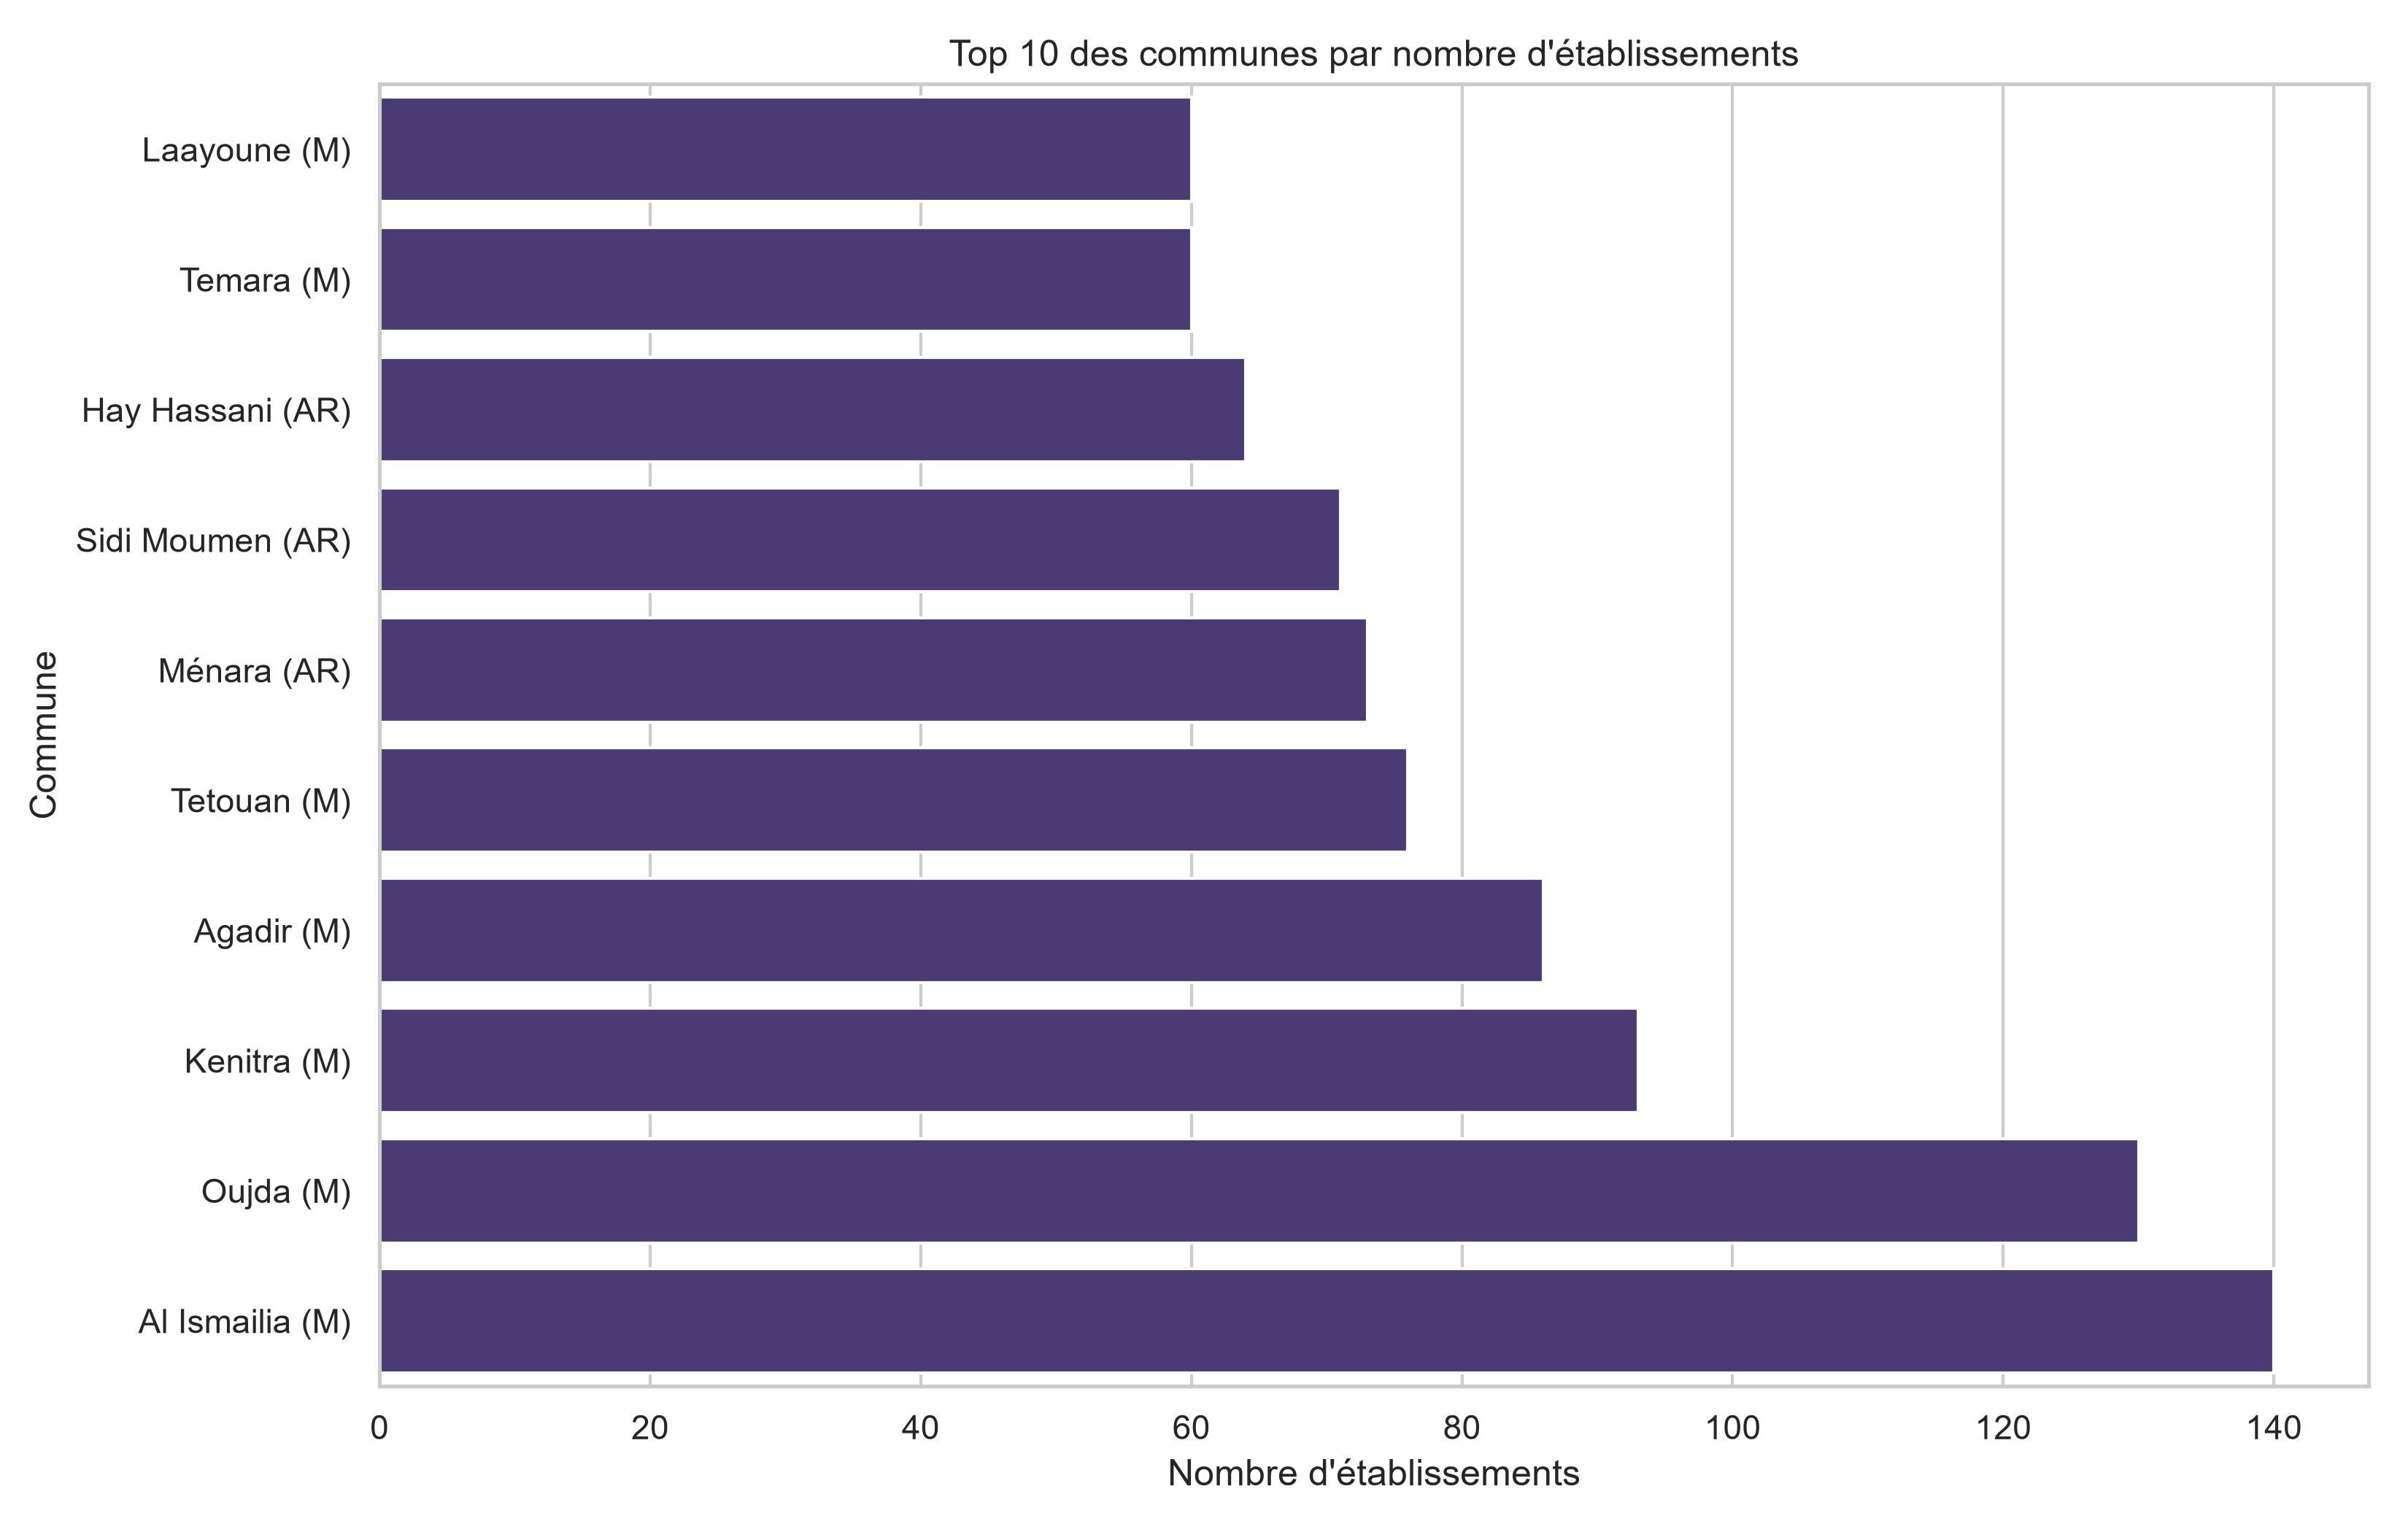 Top 10 des communes par nombre d'établissements
Laayoune (M)
Temara (M)
Hay Hassani (AR)
Sidi Moumen (AR)
Ménara (AR)
Tetouan (M)
Agadir (M)
Kenitra (M)
Oujda (M)
Al Ismailia (M)
Commune
0 20 40 60 80 100 120 140
Nombre d'établissements